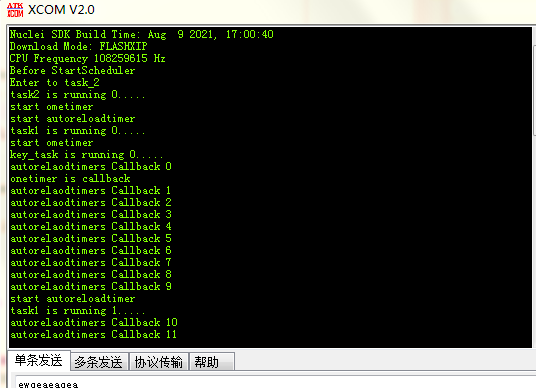 ATK
XCOM XCOM V2.0
Nuclei SDK Build Time: Aug  9 2021, 17:00:40
Download Mode: FLASHXIP
CPU Frequency 108259615 Hz
Before StartScheduler
Enter to task_2
task2 is running 0.....
start ometimer
start autoreloadtimer
task1 is running 0.....
start ometimer
key_task is running 0.....
autorelaodtimers Callback 0
onetimer is callback
autorelaodtimers Callback 1
autorelaodtimers Callback 2
autorelaodtimers Callback 3
autorelaodtimers Callback 4
autorelaodtimers Callback 5
autorelaodtimers Callback 6
autorelaodtimers Callback 7
autorelaodtimers Callback 8
autorelaodtimers Callback 9
start autoreloadtimer
task1 is running 1.....
autorelaodtimers Callback 10
autorelaodtimers Callback 11
单条发送 多条发送 协议传输 帮助
ewgeaeagea